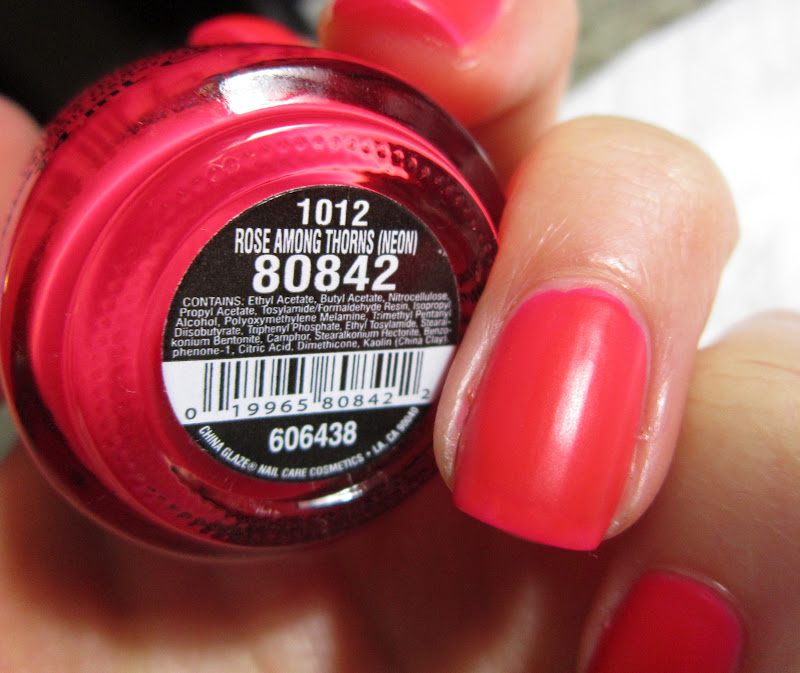 1012
ROSE AMONG THORNS (NEON)
80842
CONTAINS: Ethyl Acetate, Butyl Acetate, Nitrocellulose,
Propyl Acetate, Tosylamide/Formaldehyde Resin, Isopropyl
Alcohol, Polyoxymethylene Melamine, Trimethyl Pentanyl
Diisobutyrate, Triphenyl Phosphate, Ethyl Tosylamide, Stearal-
konium Bentonite, Camphor, Stearalkonium Hectorite, Benzo-
phenone-1, Citric Acid, Dimethicone, Kaolin (China Clay).
0 19965 80842 2
606438
CHINA GLAZE® NAIL CARE COSMETICS • LA, CA 90040